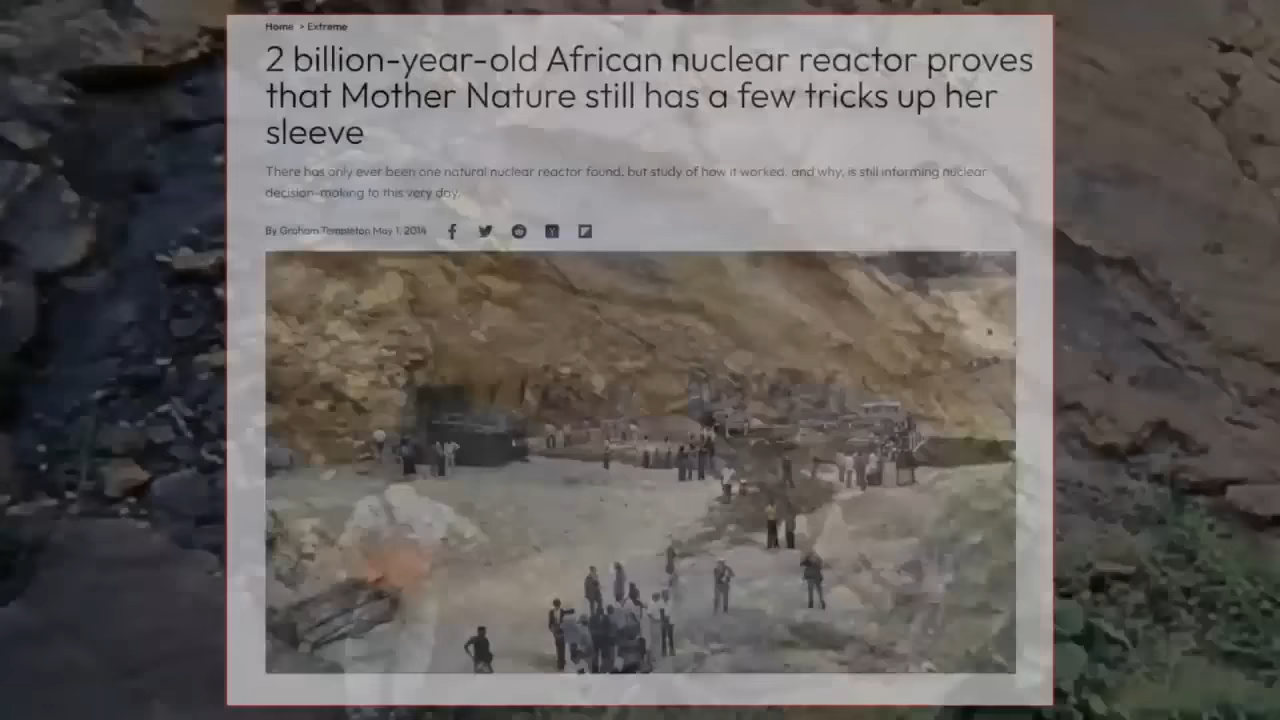 Home > Extreme
2 billion-year-old African nuclear reactor proves
that Mother Nature still has a few tricks up her
sleeve
There has only ever been one natural nuclear reactor found, but study of how it worked, and why, is still informing nuclear
decision-making to this very day.
By Graham Templeton May 1, 2014